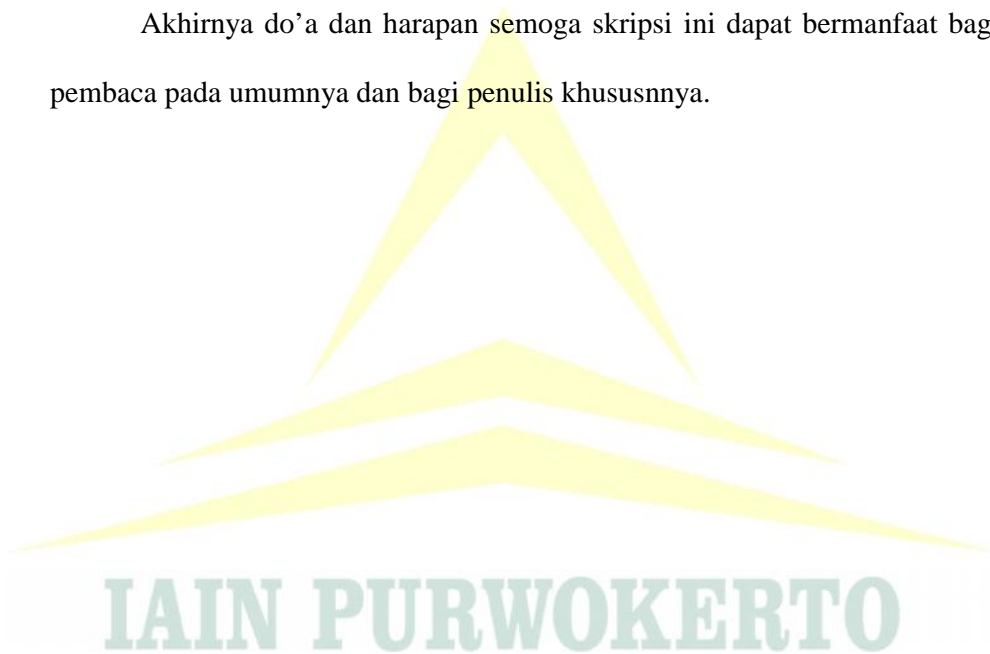 Akhirnya do’a dan harapan semoga skripsi ini dapat bermanfaat bag
pembaca pada umumnya dan bagi penulis khususnnya.
IAIN PURWOKERTO